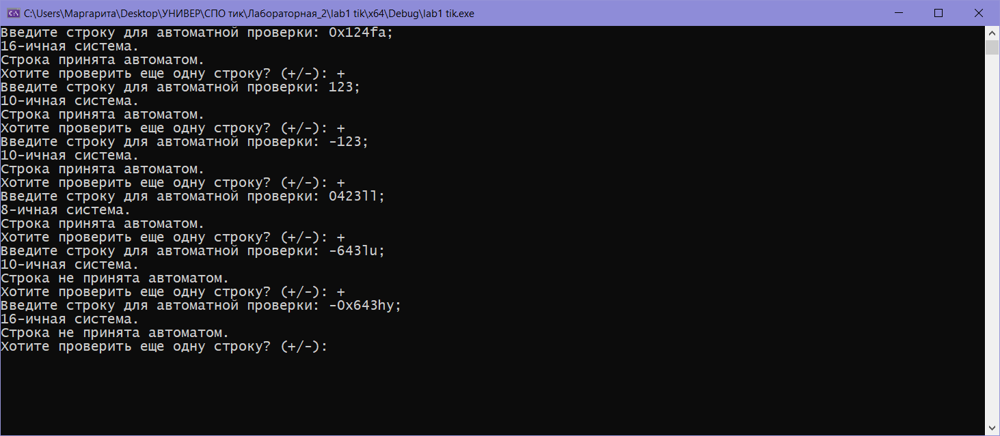 C:\Users\Маргарита\Desktop\УНИВЕР\СПО тик\Лабораторная_2\lab1 tik\x64\Debug\lab1 tik.exe
Введите строку для автоматной проверки: 0x124fa;
16-ичная система.
Строка принята автоматом.
Хотите проверить еще одну строку? (+/-): +
Введите строку для автоматной проверки: 123;
10-ичная система.
Строка принята автоматом.
Хотите проверить еще одну строку? (+/-): +
Введите строку для автоматной проверки: -123;
10-ичная система.
Строка принята автоматом.
Хотите проверить еще одну строку? (+/-): +
Введите строку для автоматной проверки: 0423ll;
8-ичная система.
Строка принята автоматом.
Хотите проверить еще одну строку? (+/-): +
Введите строку для автоматной проверки: -643lu;
10-ичная система.
Строка не принята автоматом.
Хотите проверить еще одну строку? (+/-): +
Введите строку для автоматной проверки: -0x643hy;
16-ичная система.
Строка не принята автоматом.
Хотите проверить еще одну строку? (+/-):